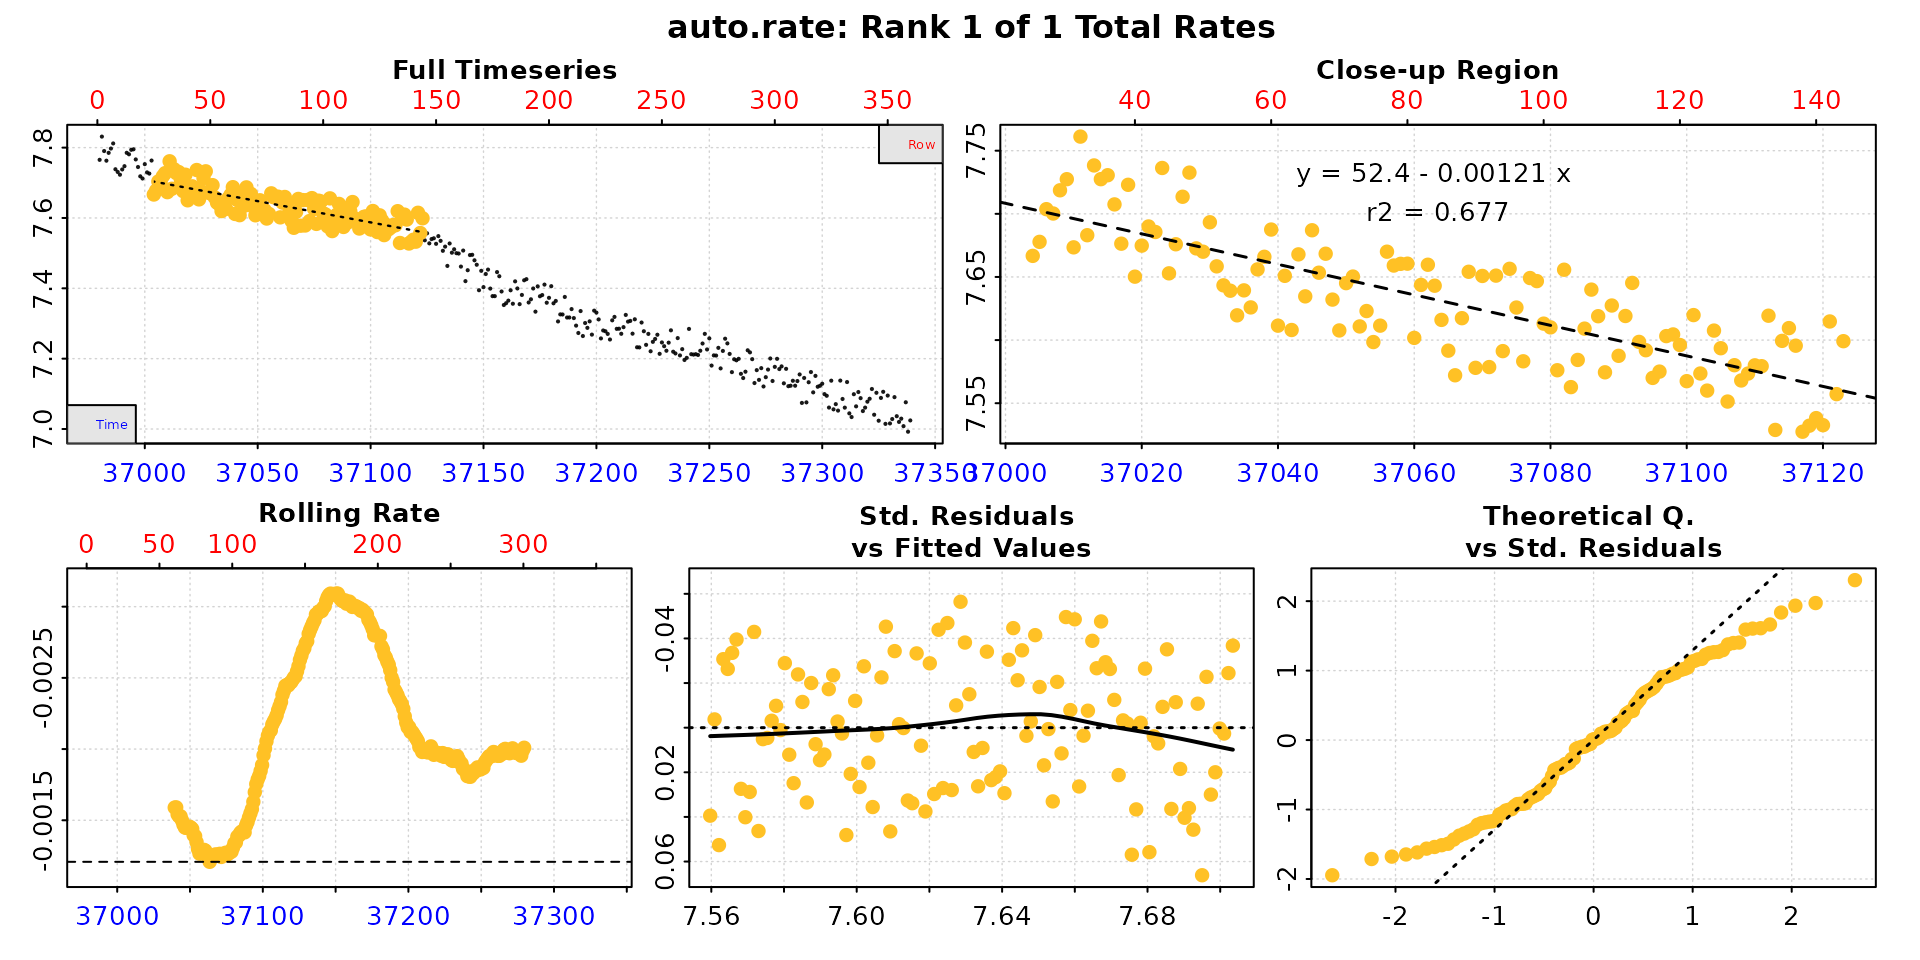 auto.rate: Rank 1 of 1 Total Rates
Full Timeseries
0 50 100 150 200 250 300 350
Row
7.8
7.6
7.4
7.2
7.0
Time
37000 37050 37100 37150 37200 37250 37300 37350
Close-up Region
40 60 80 100 120 140
7.75
7.65
7.55
y = 52.4 - 0.00121 x
r2 = 0.677
37000 37020 37040 37060 37080 37100 37120
Rolling Rate
0 50 100 200 300
-0.0025
-0.0015
37000 37100 37200 37300
Std. Residuals
vs Fitted Values
-0.04
0.02
0.06
7.56 7.60 7.64 7.68
Theoretical Q.
vs Std. Residuals
2
1
0
-1
-2
-2 -1 0 1 2